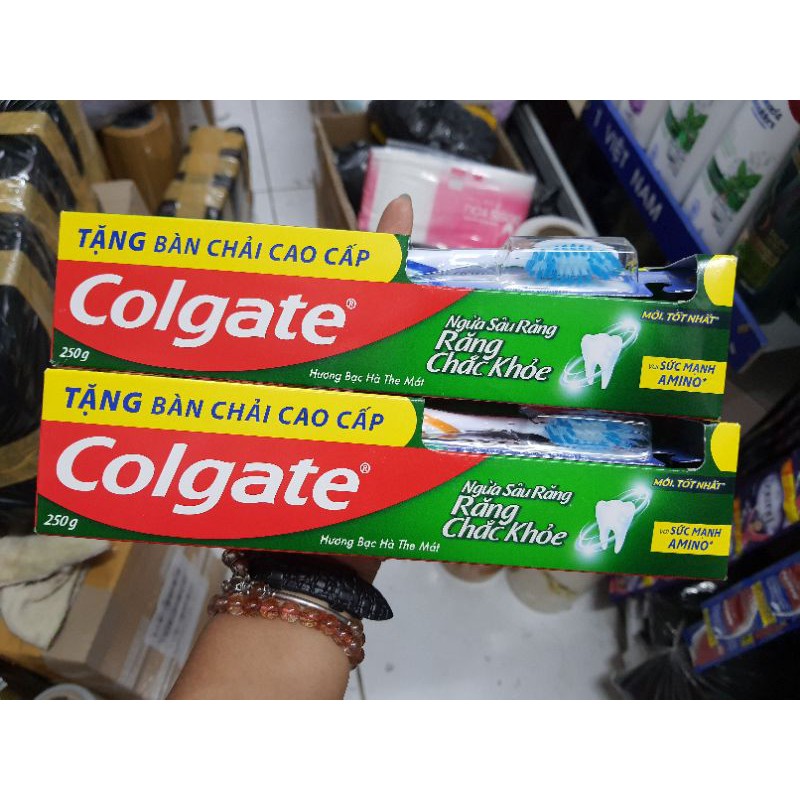 TẶNG BÀN CHẢI CAO CẤP
Colgate®
250g
Hương Bạc Hà The Mát
Ngừa Sâu Răng
Răng
Chắc Khỏe
MỚI, TỐT NHẤT*
VỚI SỨC MẠNH
AMINO+
TẶNG BÀN CHẢI CAO CẤP
Colgate®
250g
Hương Bạc Hà The Mát
Ngừa Sâu Răng
Răng
Chắc Khỏe
MỚI, TỐT NHẤT*
VỚI SỨC MẠNH
AMINO+
VIỆT NAM